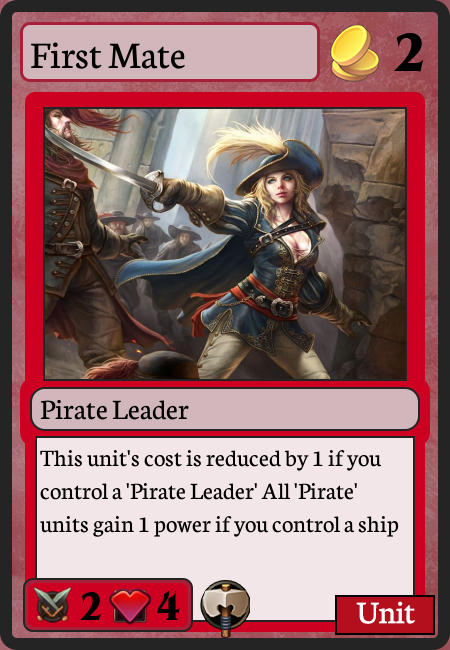 First Mate
2
Pirate Leader
This unit's cost is reduced by 1 if you
control a 'Pirate Leader' All 'Pirate'
units gain 1 power if you control a ship
2 4
Unit